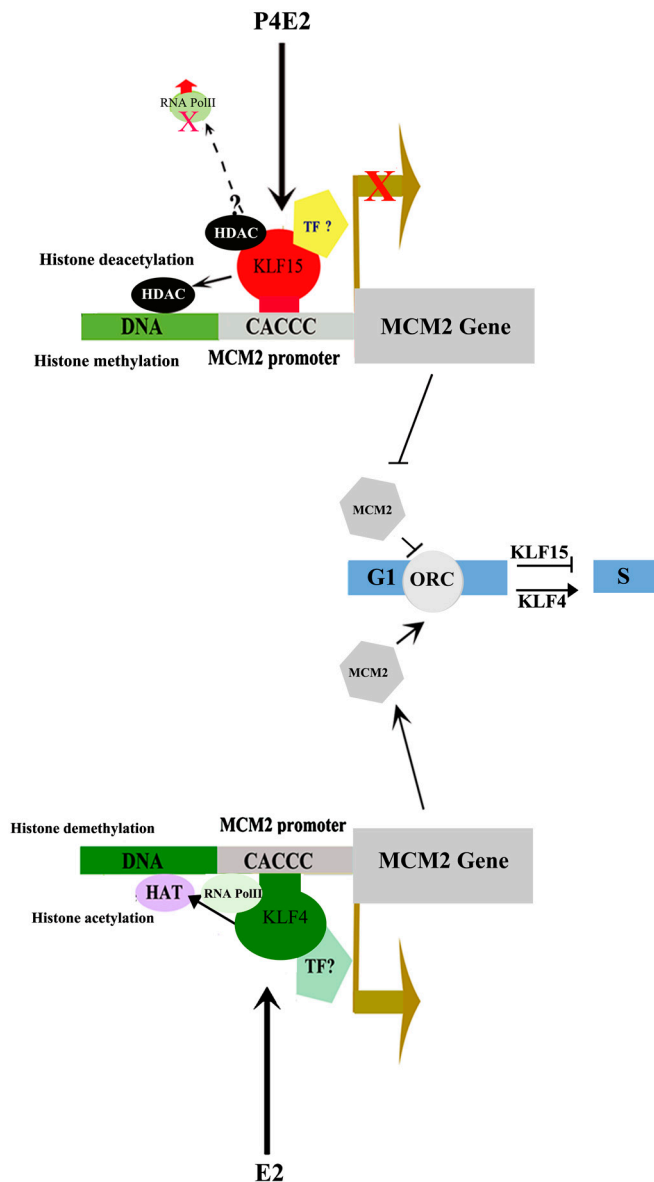 P4E2
RNA PolII
X
X
?
HDAC
TF ?
Histone deacetylation
KLF15
HDAC
DNA
CACCC
MCM2 Gene
Histone methylation
MCM2 promoter
MCM2
KLF15
G1
ORC
S
KLF4
MCM2
Histone demethylation
MCM2 promoter
DNA
CACCC
MCM2 Gene
HAT
RNA PolII
Histone acetylation
KLF4
TF?
E2